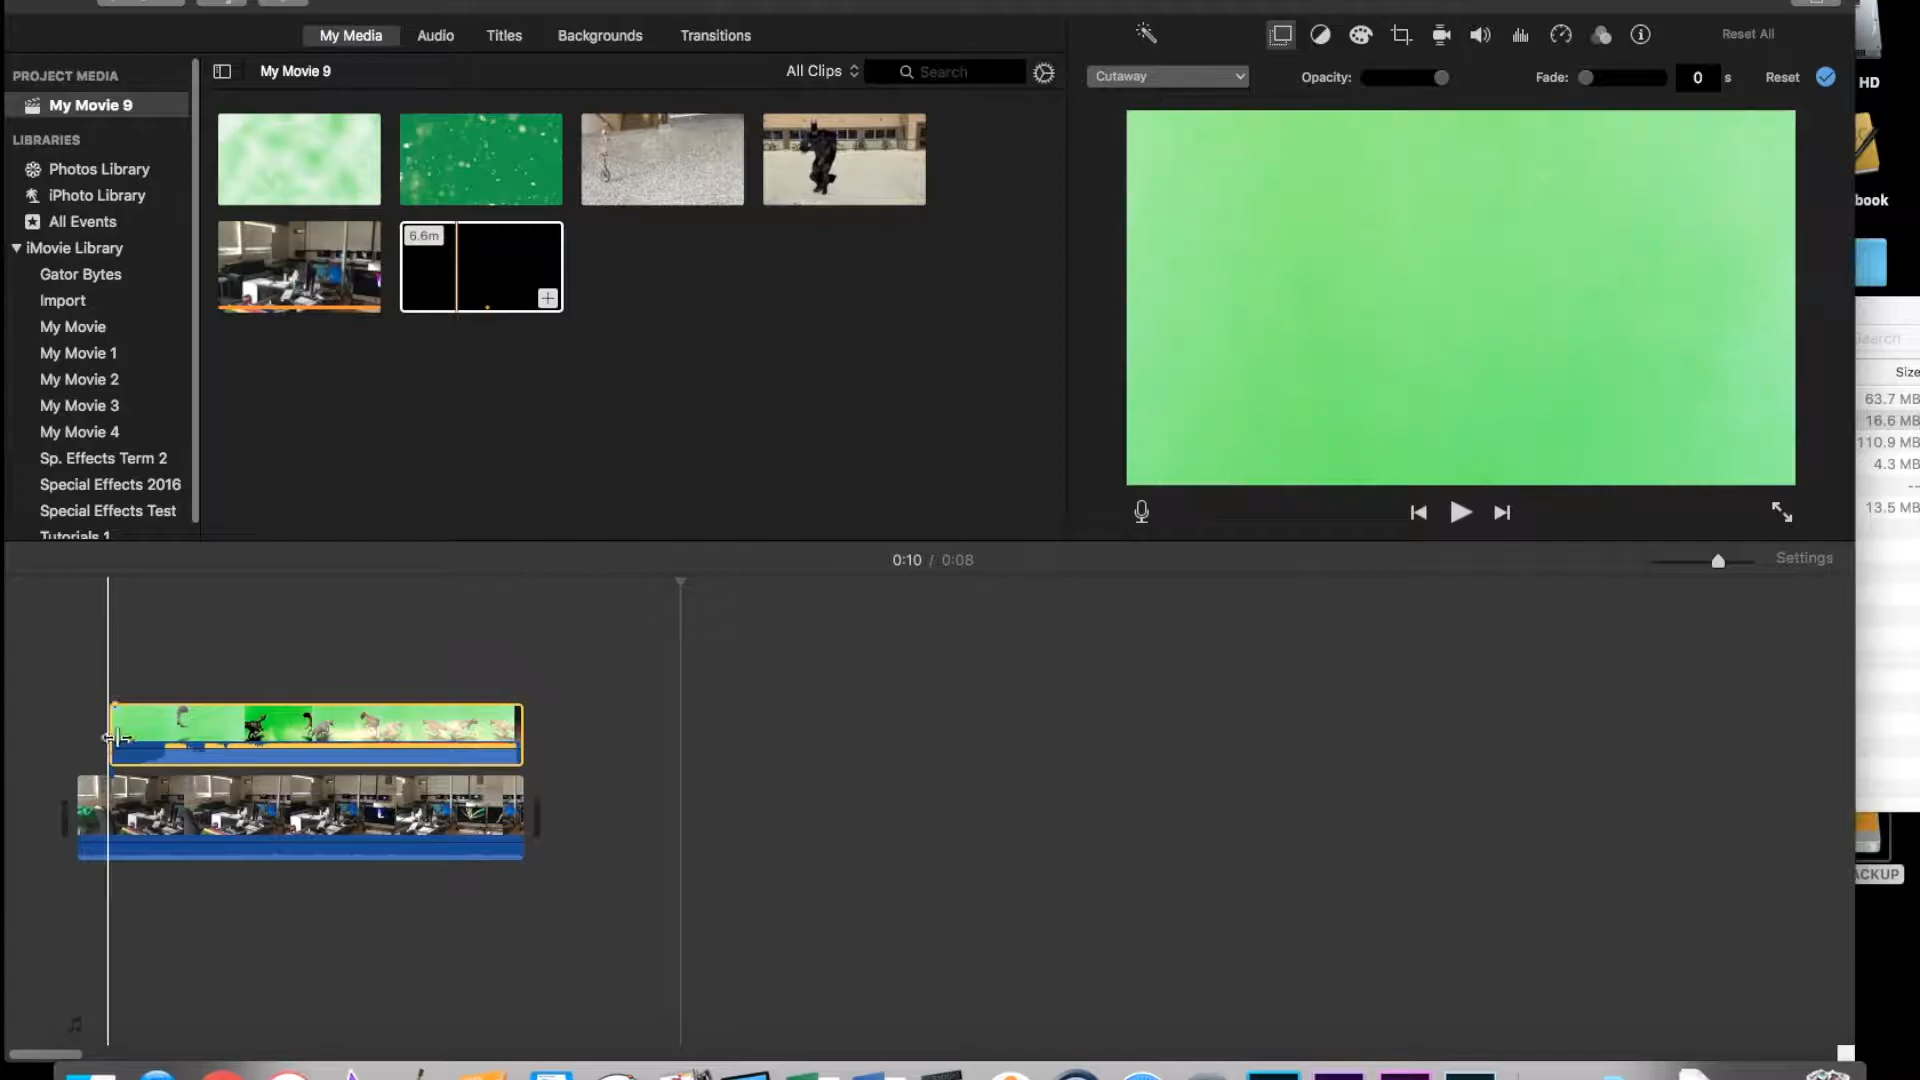 My Media
Audio
Titles
Backgrounds
Transitions
Reset All
PROJECT MEDIA
My Movie 9
My Movie 9
All Clips
Search
Cutaway
Opacity:
Fade:
0
s
Reset
HD
LIBRARIES
Photos Library
iPhoto Library
book
All Events
6.6m
iMovie Library
Gator Bytes
Import
My Movie
Search
My Movie 1
Size
My Movie 2
63.7 MB
My Movie 3
16.6 MB
My Movie 4
110.9 MB
Sp. Effects Term 2
4.3 MB
Special Effects 2016
--
Special Effects Test
13.5 MB
Tutorials 1
0:10 / 0:08
Settings
ACKUP